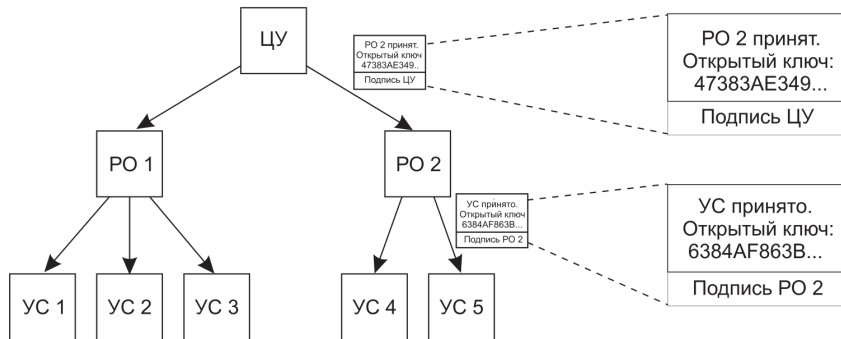 ЦУ
РО 2 принят.
Открытый ключ:
47383AE349..
Подпись ЦУ
РО 2 принят.
Открытый ключ:
47383AE349...
Подпись ЦУ
РО 1
РО 2
УС принято.
Открытый ключ
6384AF863B...
Подпись РО 2
УС принято.
Открытый ключ:
6384AF863B...
Подпись РО 2
УС 1
УС 2
УС 3
УС 4
УС 5